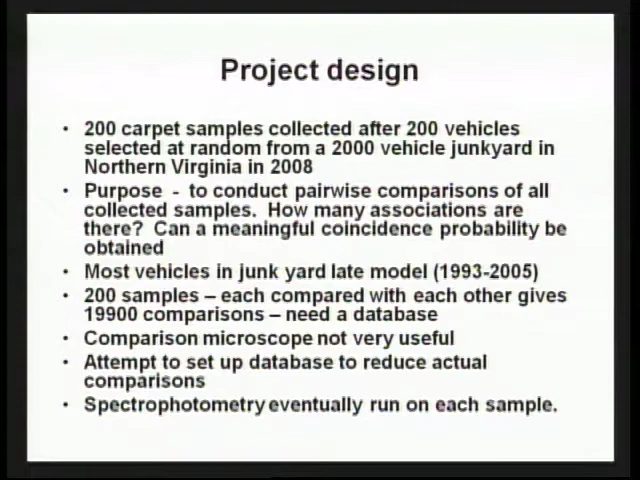 Project design
• 200 carpet samples collected after 200 vehicles
selected at random from a 2000 vehicle junkyard in
Northern Virginia in 2008
• Purpose - to conduct pairwise comparisons of all
collected samples. How many associations are
there? Can a meaningful coincidence probability be
obtained
• Most vehicles in junk yard late model (1993-2005)
• 200 samples – each compared with each other gives
19900 comparisons – need a database
• Comparison microscope not very useful
• Attempt to set up database to reduce actual
comparisons
• Spectrophotometry eventually run on each sample.